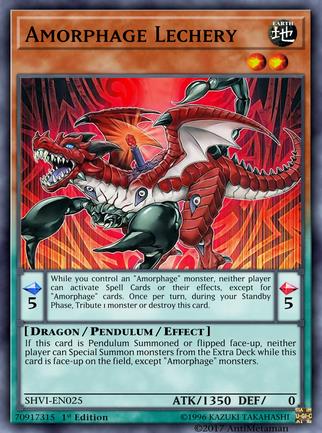 AMORPHAGE LECHERY
EARTH
地
While you control an "Amorphage" monster, neither player
can activate Spell Cards or their effects, except for
"Amorphage" cards. Once per turn, during your Standby
Phase, Tribute 1 monster or destroy this card.
5
5
[DRAGON / PENDULUM / EFFECT]
If this card is Pendulum Summoned or flipped face-up, neither
player can Special Summon monsters from the Extra Deck while
this card is face-up on the field, except "Amorphage" monsters.
SHVI-EN025
ATK/1350 DEF/ 0
70917315 1st Edition
©1996 KAZUKI TAKAHASHI
©2017 AntiMetaman